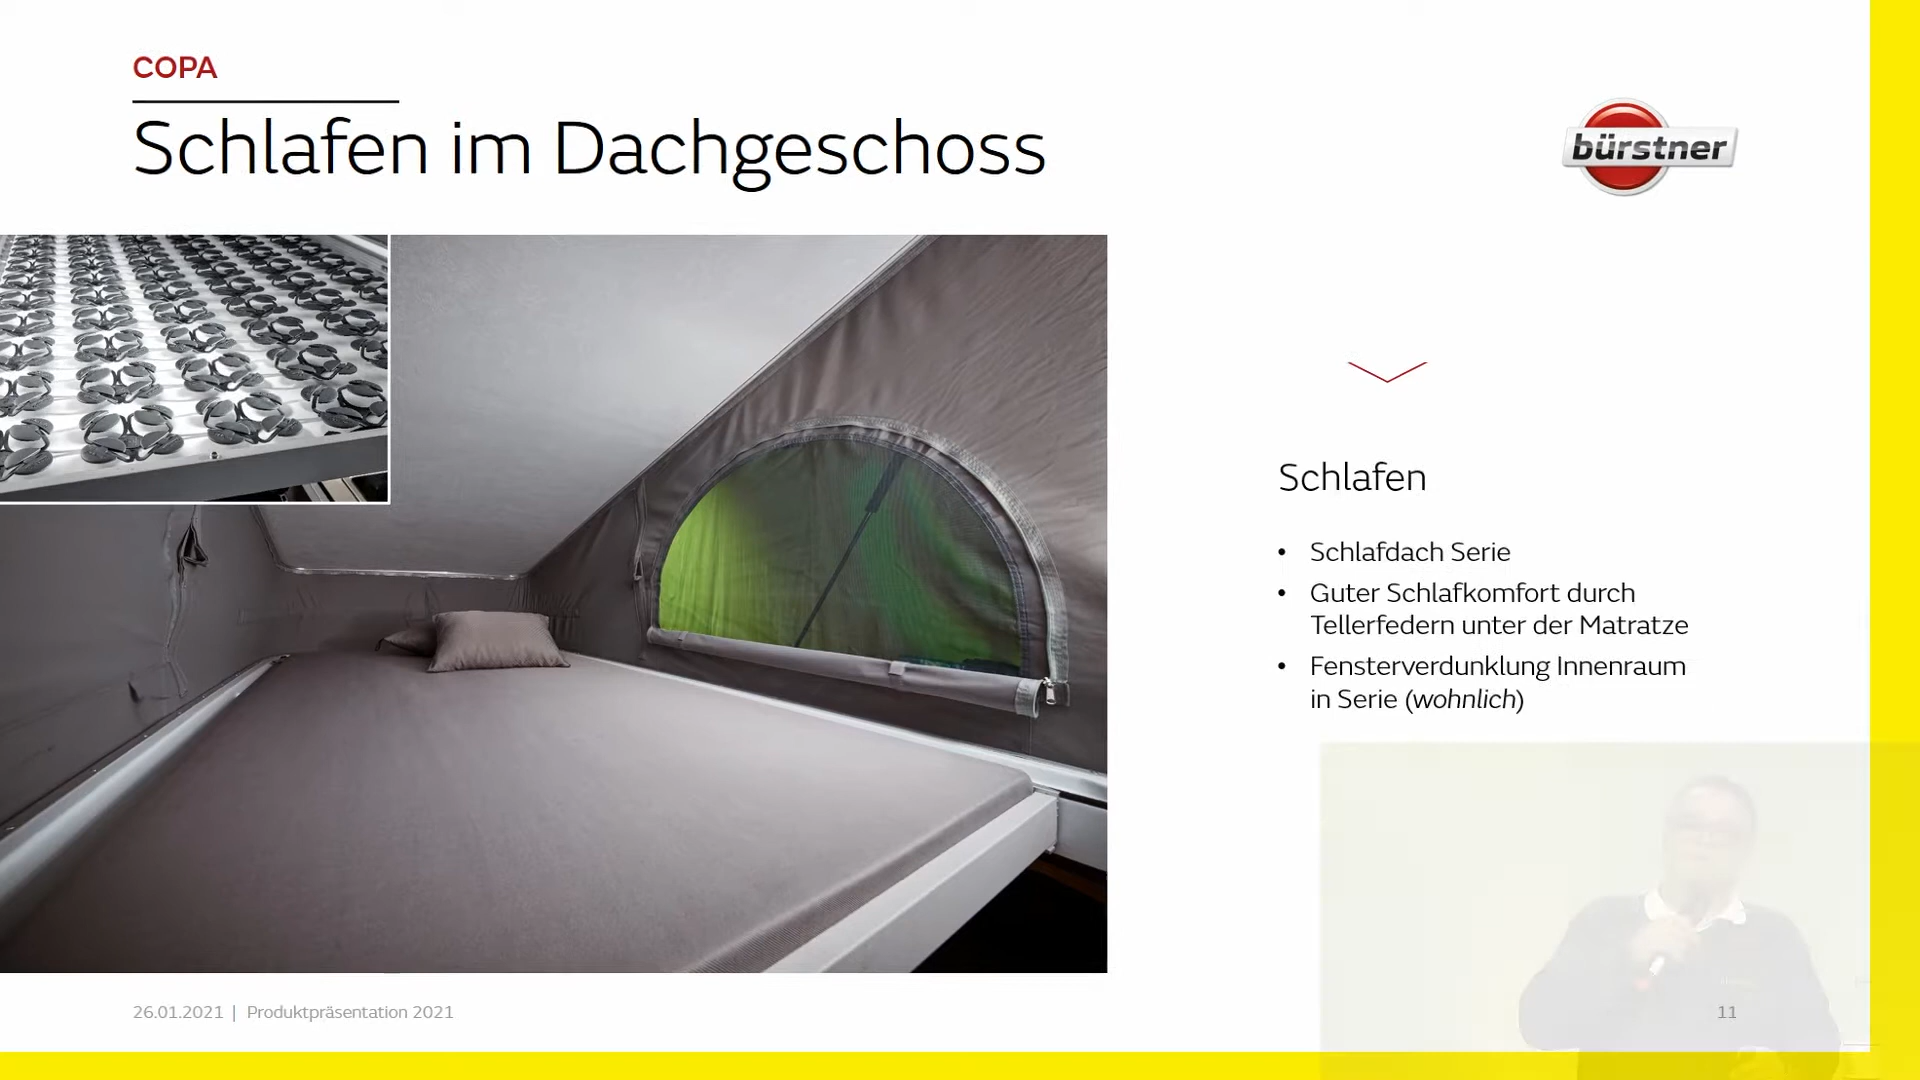 COPA
Schlafen im Dachgeschoss
bürstner
Schlafen
• Schlafdach Serie
• Guter Schlafkomfort durch
Tellerfedern unter der Matratze
• Fensterverdunklung Innenraum
in Serie (wohnlich)
26.01.2021 | Produktpräsentation 2021
11